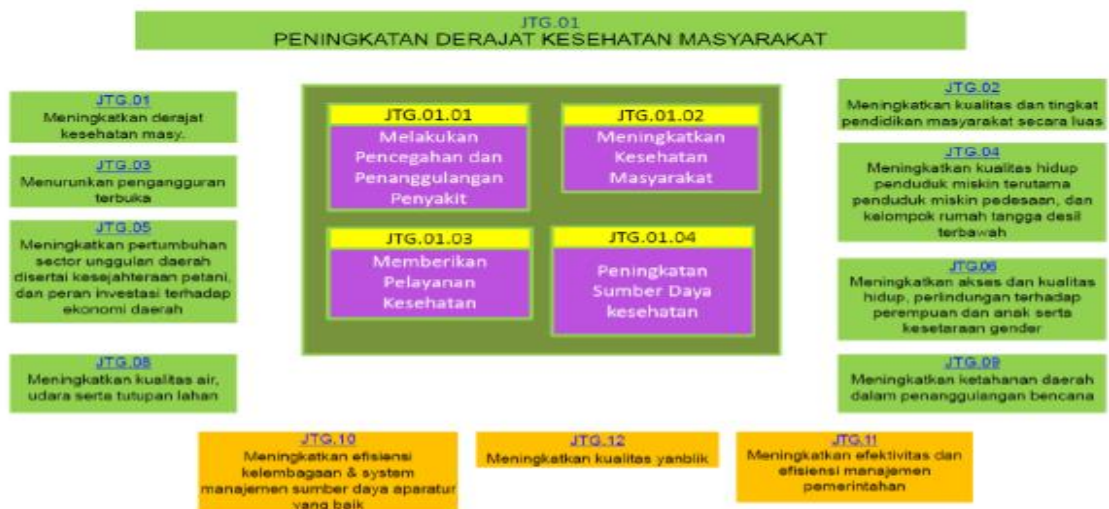 JTG.01
PENINGKATAN DERAJAT KESEHATAN MASYARAKAT
JTG.01
Meningkatkan derajat
kesehatan masy.
JTG.03
Menurunkan pengangguran
terbuka
JTG.05
Meningkatkan pertumbuhan
sector unggulan daerah
disertai kesejahteraan petani,
dan peran investasi terhadap
ekonomi daerah
JTG.08
Meningkatkan kualitas air,
udara serta tutupan lahan
JTG.01.01
Melakukan
Pencegahan dan
Penanggulangan
Penyakit
JTG.01.02
Meningkatkan
Kesehatan
Masyarakat
JTG.01.03
Memberikan
Pelayanan
Kesehatan
JTG.01.04
Peningkatan
Sumber Daya
kesehatan
JTG.02
Meningkatkan kualitas dan tingkat
pendidikan masyarakat secara luas
JTG.04
Meningkatkan kualitas hidup
penduduk miskin terutama
penduduk miskin pedesaan, dan
kelompok rumah tangga desil
terbawah
JTG.06
Meningkatkan akses dan kualitas
hidup, perlindungan terhadap
perempuan dan anak serta
kesetaraan gender
JTG.09
Meningkatkan ketahanan daerah
dalam penanggulangan bencana
JTG.10
Meningkatkan efisiensi
kelembagaan & system
manajemen sumber daya aparatur
yang baik
JTG.12
Meningkatkan kualitas yanblik
JTG.11
Meningkatkan efektivitas dan
efisiensi manajemen
pemerintahan